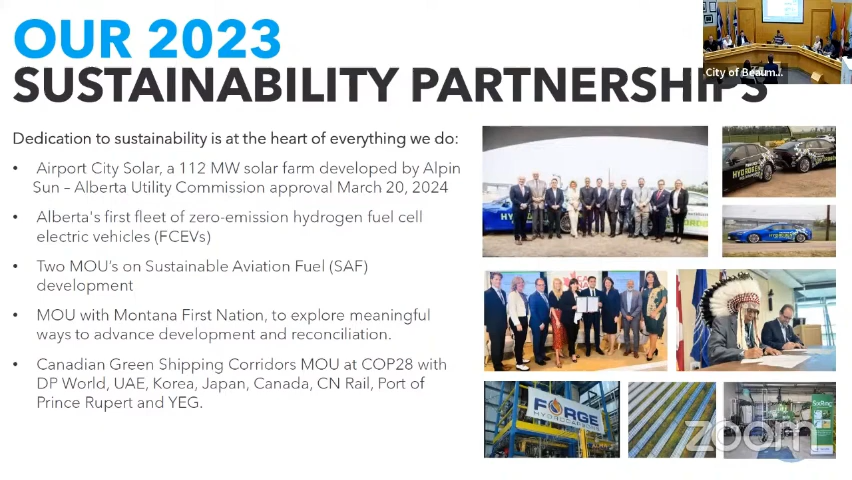 OUR 2023
SUSTAINABILITY PARTNERSHIPS
City of Beaum...
Dedication to sustainability is at the heart of everything we do:
• Airport City Solar, a 112 MW solar farm developed by Alpin
Sun – Alberta Utility Commission approval March 20, 2024
• Alberta's first fleet of zero-emission hydrogen fuel cell
electric vehicles (FCEVs)
• Two MOU's on Sustainable Aviation Fuel (SAF)
development
• MOU with Montana First Nation, to explore meaningful
ways to advance development and reconciliation.
• Canadian Green Shipping Corridors MOU at COP28 with
DP World, UAE, Korea, Japan, Canada, CN Rail, Port of
Prince Rupert and YEG.
HYDROGEN
FORGE
HYDROCARBONS
zoom